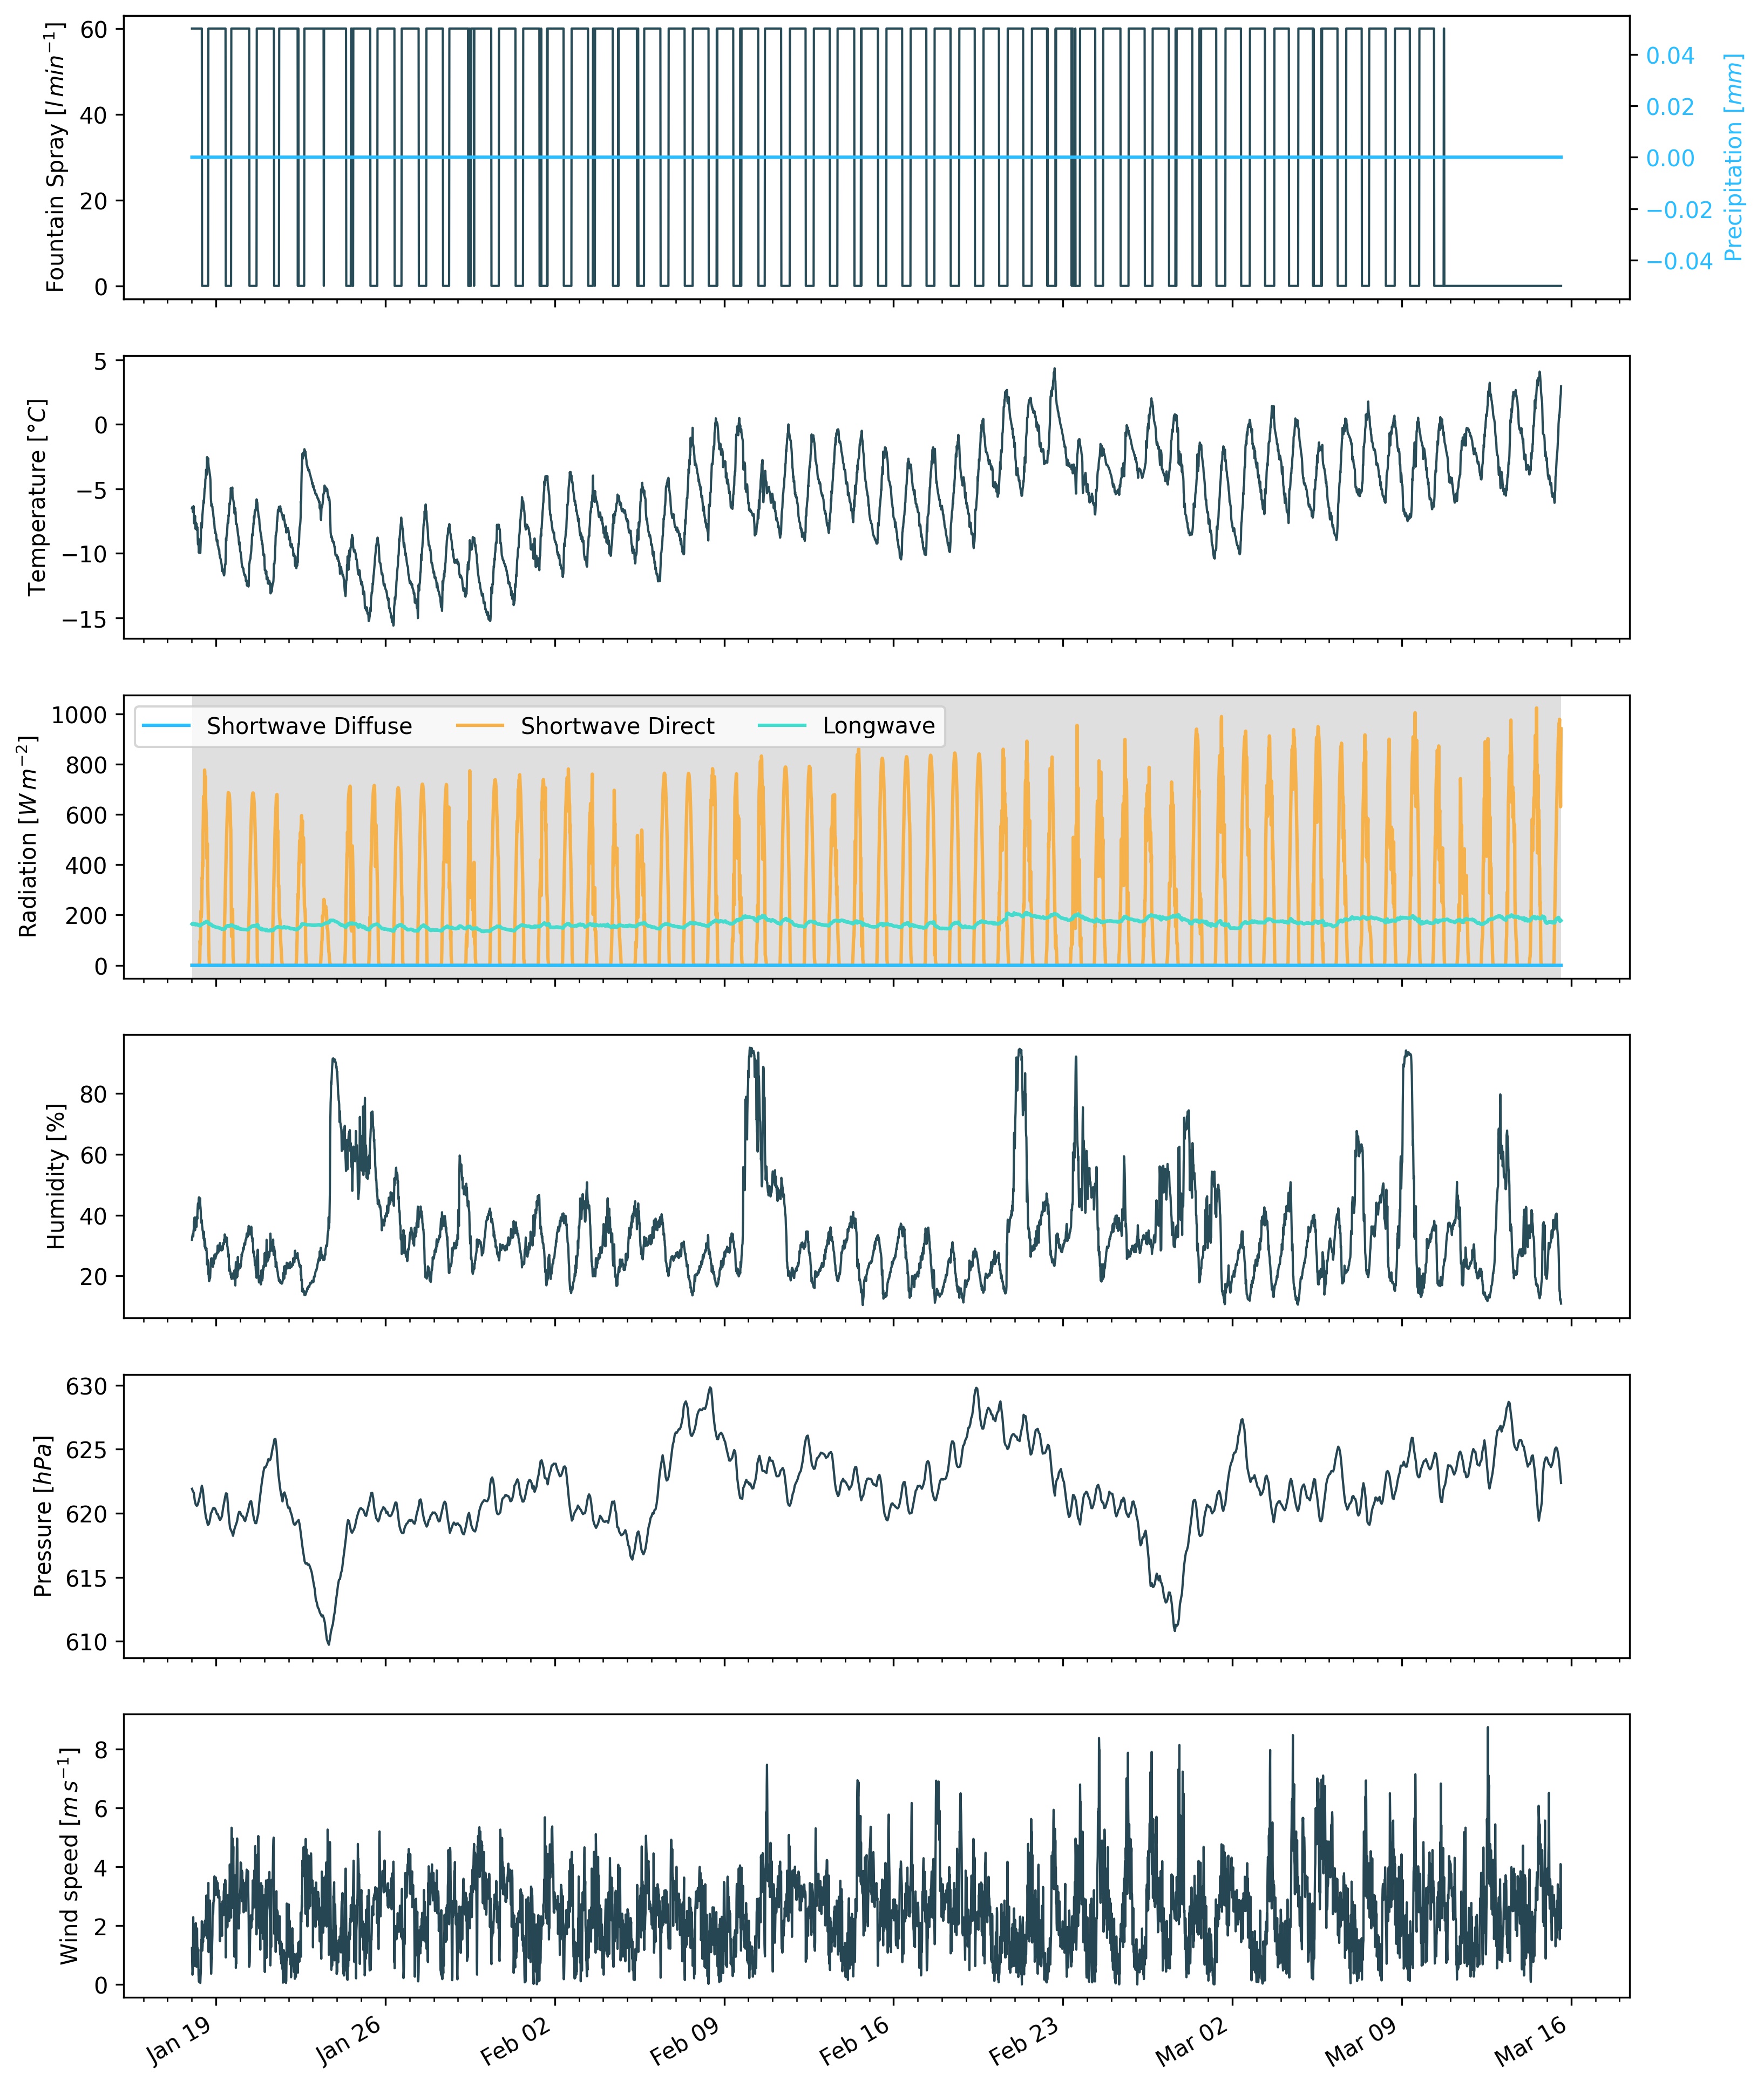 Fountain Spray [l min⁻¹]
60
40
20
0
0.04
0.02
0.00
−0.02
−0.04
Precipitation [mm]
Temperature [°C]
5
0
−5
−10
−15
Radiation [W m⁻²]
1000
800
600
400
200
0
Shortwave Diffuse
Shortwave Direct
Longwave
Humidity [%]
80
60
40
20
Pressure [hPa]
630
625
620
615
610
Wind speed [m s⁻¹]
8
6
4
2
0
Jan 19
Jan 26
Feb 02
Feb 09
Feb 16
Feb 23
Mar 02
Mar 09
Mar 16